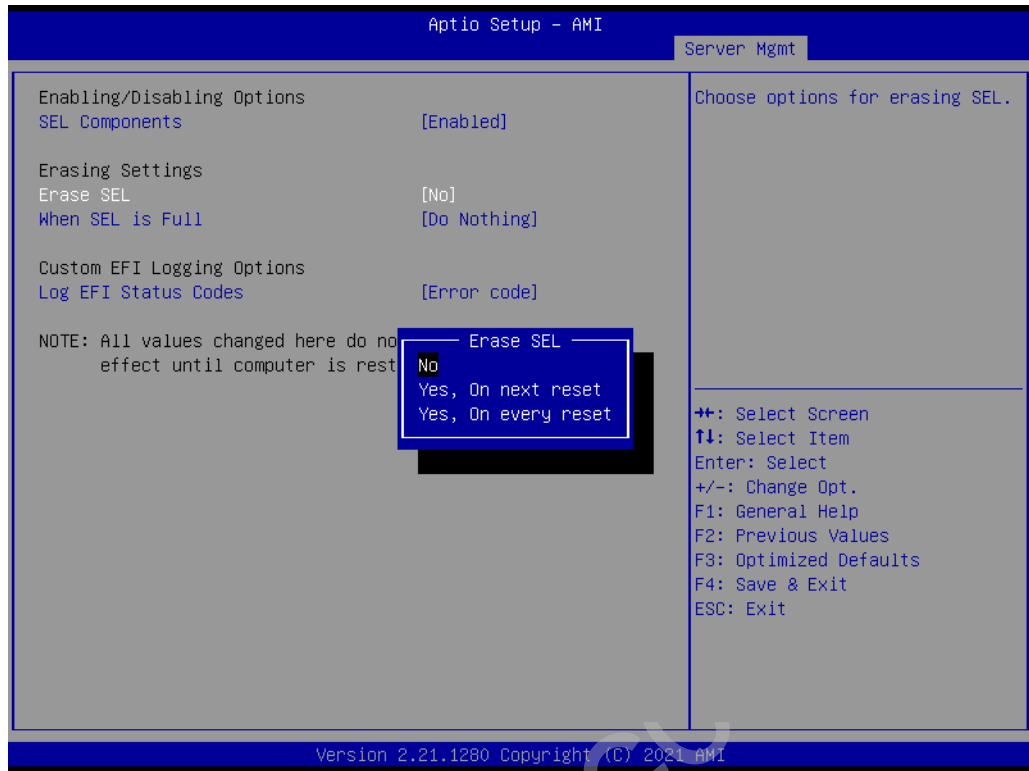 Aptio Setup – AMI
Server Mgmt
Enabling/Disabling Options
SEL Components [Enabled]
Erasing Settings
Erase SEL [No]
When SEL is Full [Do Nothing]
Custom EFI Logging Options
Log EFI Status Codes [Error code]
NOTE: All values changed here do no
effect until computer is rest
Erase SEL
No
Yes, On next reset
Yes, On every reset
Choose options for erasing SEL.
→←: Select Screen
↑↓: Select Item
Enter: Select
+/-: Change Opt.
F1: General Help
F2: Previous Values
F3: Optimized Defaults
F4: Save & Exit
ESC: Exit
Version 2.21.1280 Copyright (C) 2021 AMI